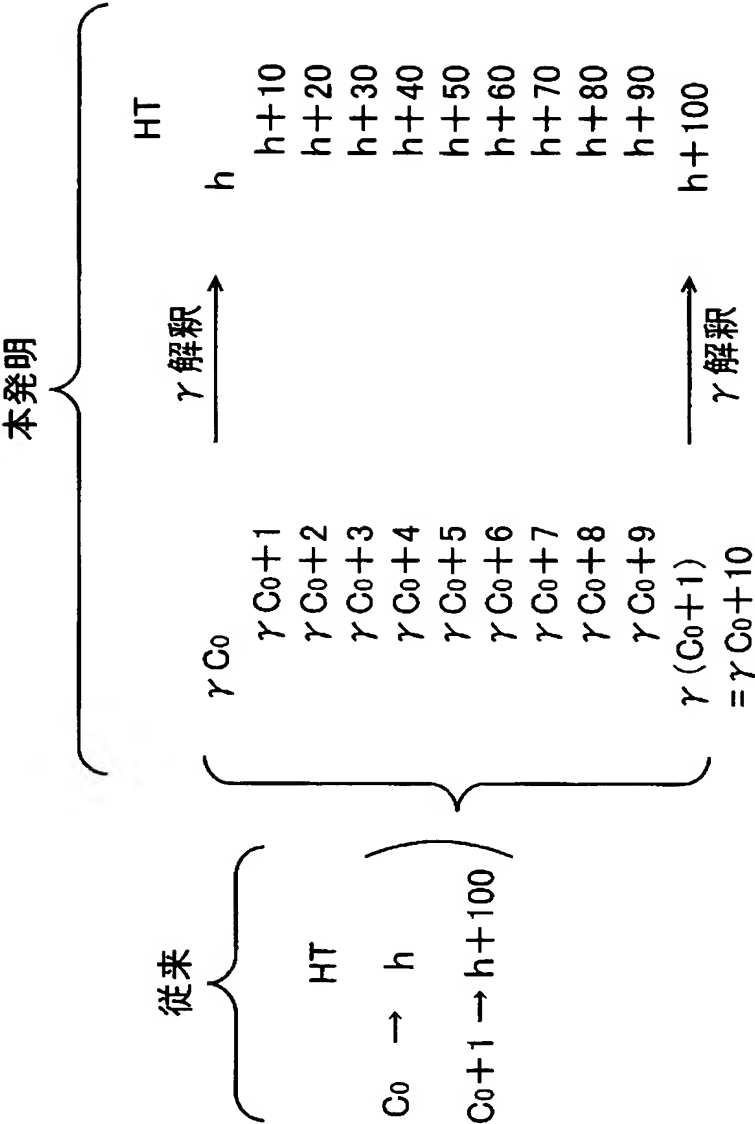 従来
HT
C0 → h
C0+1 → h+100
本発明
HT
γC0
γ解釈
h
γC0+1
h+10
γC0+2
h+20
γC0+3
h+30
γC0+4
h+40
γC0+5
h+50
γC0+6
h+60
γC0+7
h+70
γC0+8
h+80
γC0+9
h+90
γ(C0+1)
=γC0+10
γ解釈
h+100